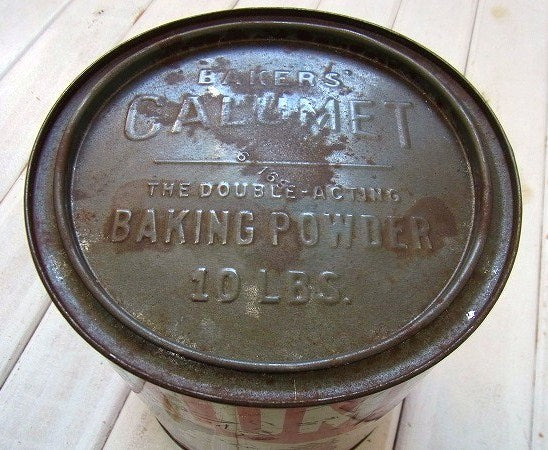 BAKERS'
CALUMET
THE DOUBLE-ACTING
BAKING POWDER
10 LBS.